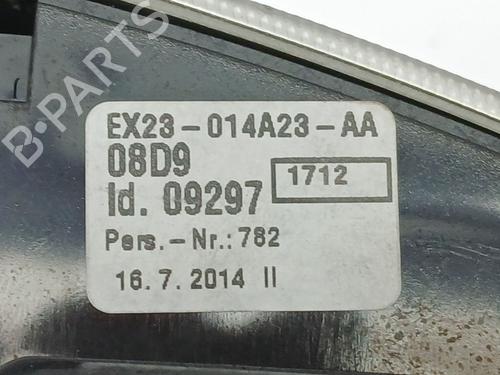 B-PARTS
EX23-014A23-AA
08D9
Id. 09297 1712
Pers.-Nr.: 782
16.7.2014 II